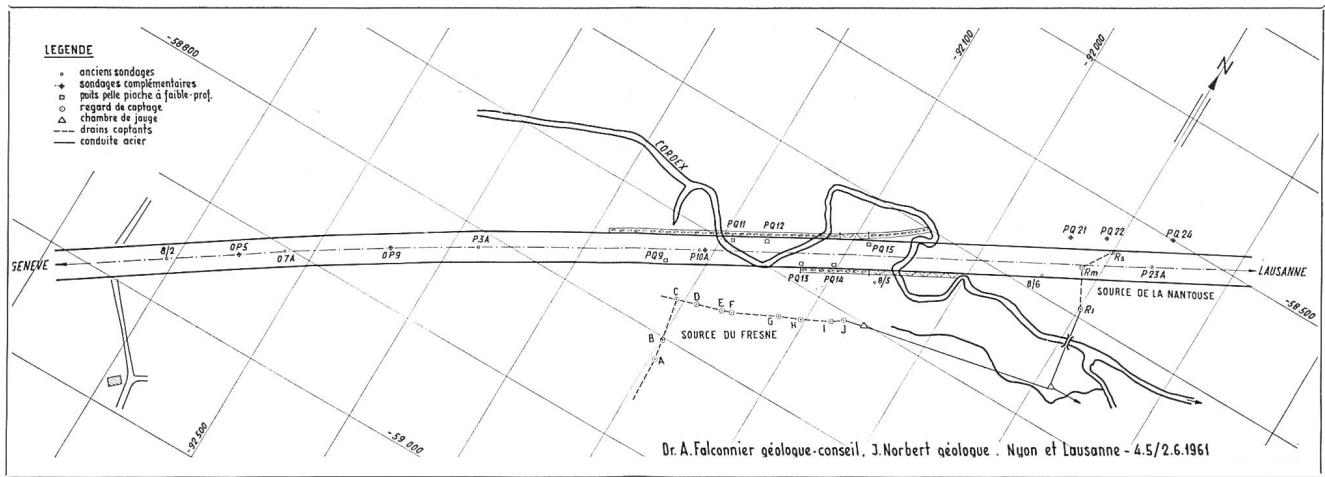 LEGENDE
anciens sondages
sondages complémentaires
puits pelle pioche à faible-prof.
regard de captage
chambre de jauge
drains captants
conduite acier
-58 800
-92 100
-92 000
N
CORDEX
PQ11
PQ12
PQ15
PQ 21
PQ 22
PQ 24
8/2
OP5
O7A
OP9
P3A
PQ9
P10A
PQ13
PQ14
8/5
8/6
Rs
Rm
P23A
GENÈVE
LAUSANNE
SOURCE DE LA NANTOUSE
-58 500
C
D
E
F
G
H
I
J
R1
B
A
SOURCE DU FRESNE
-92 500
-59 000
Dr. A. Falconnier géologue-conseil, J. Norbert géologue. Nyon et Lausanne - 4.5/2.6.1961